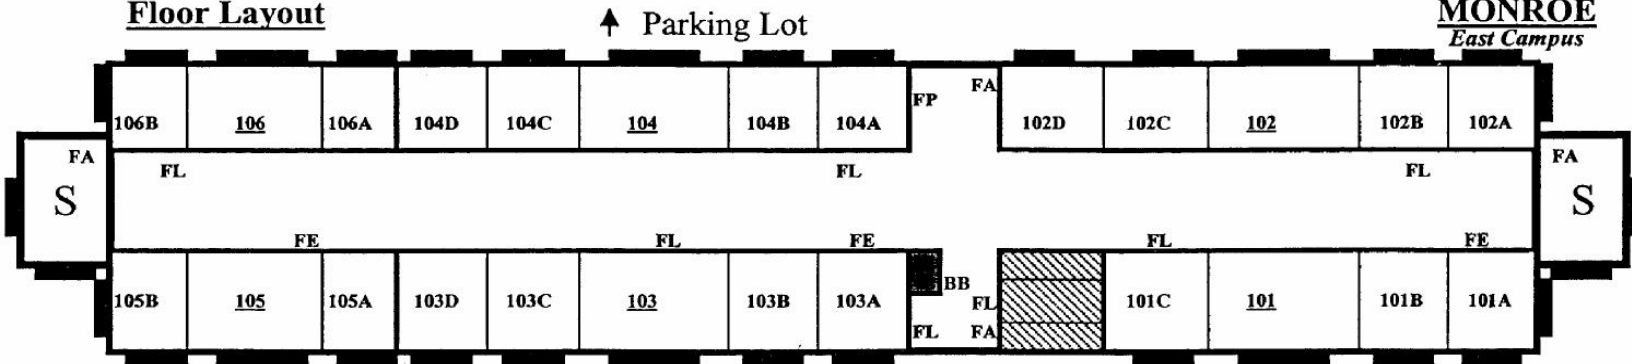 Floor Layout
Parking Lot
MONROE
East Campus
FP FA
106B 106 106A 104D 104C 104 104B 104A 102D 102C 102 102B 102A
FA FA
FL FL FL
S S
FE FL FE FL FE
BB
105B 105 105A 103D 103C 103 103B 103A FL 101C 101 101B 101A
FL FA